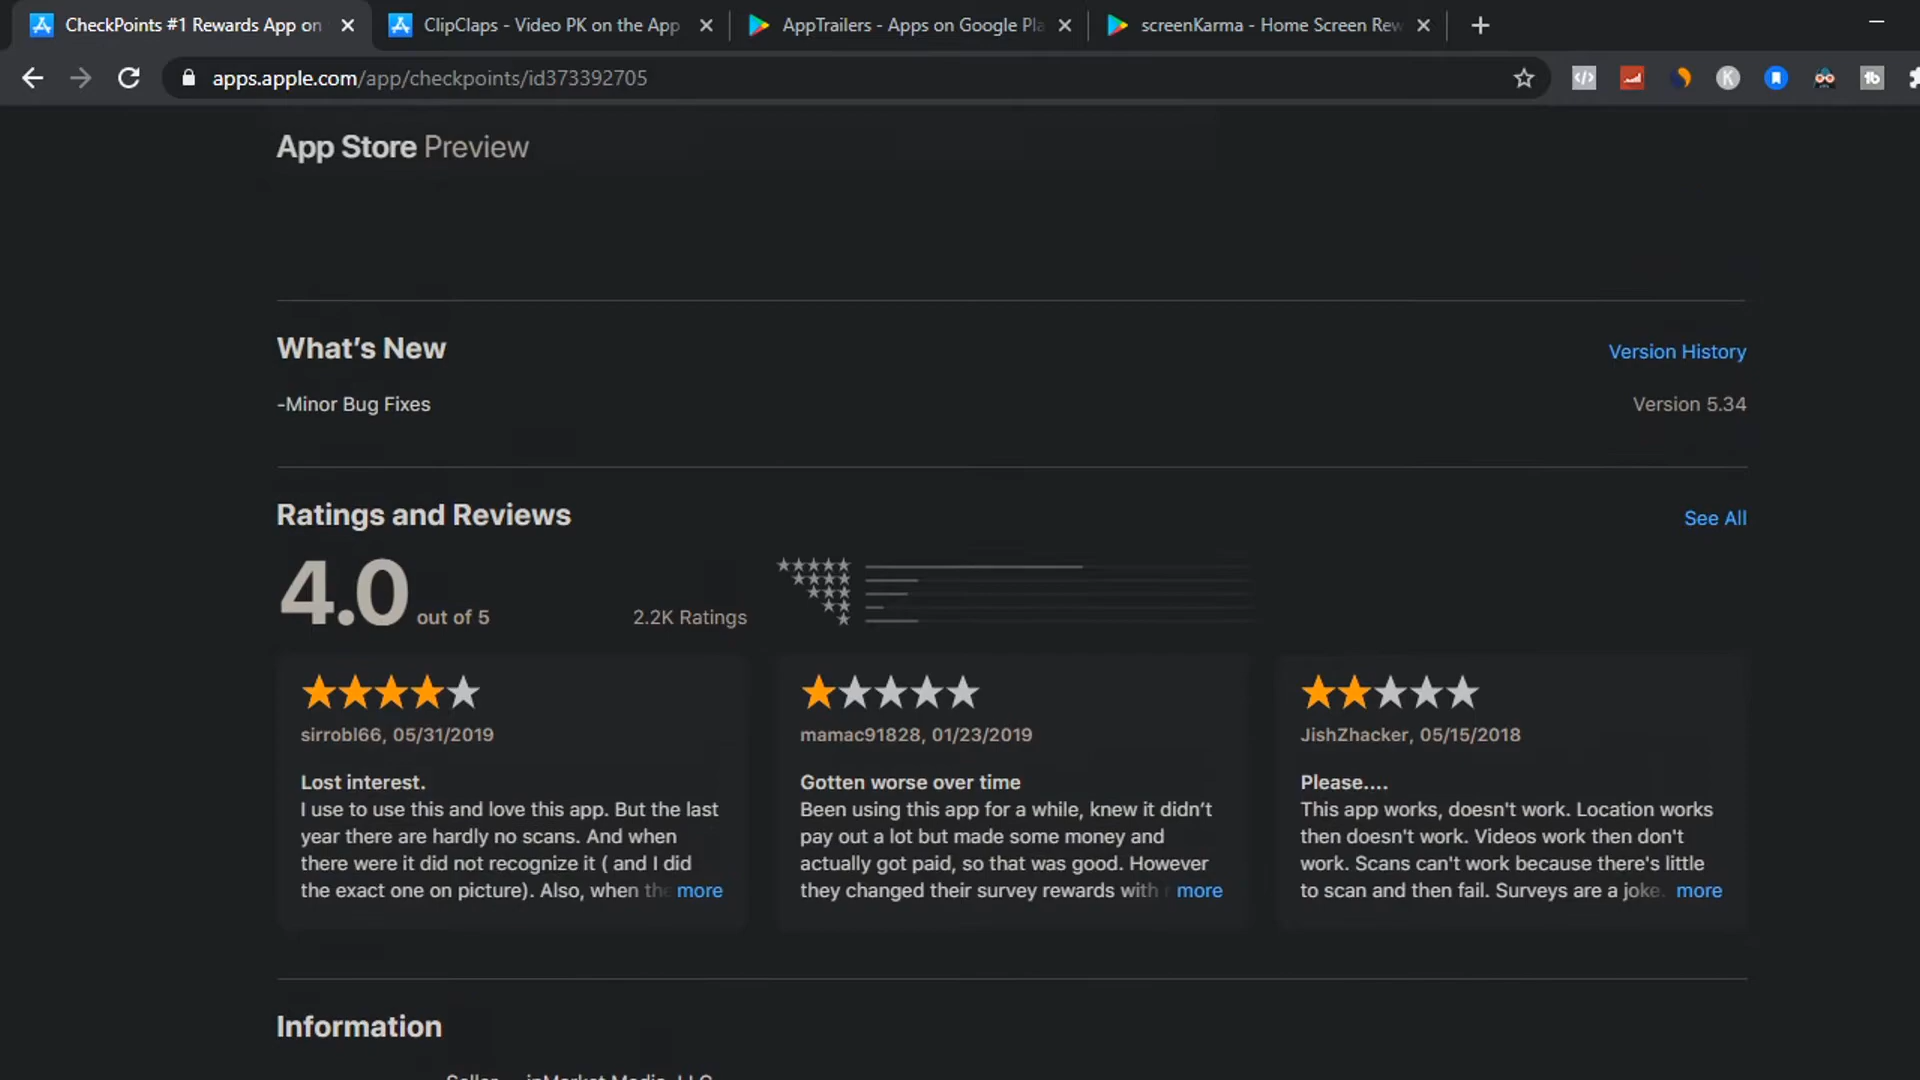 CheckPoints #1 Rewards App on
ClipClaps - Video PK on the App
AppTrailers - Apps on Google Pla
screenKarma - Home Screen Rew
apps.apple.com/app/checkpoints/id373392705
App Store Preview
What's New
Version History
-Minor Bug Fixes
Version 5.34
Ratings and Reviews
See All
4.0 out of 5
2.2K Ratings
sirrobl66, 05/31/2019
Lost interest.
I use to use this and love this app. But the last
year there are hardly no scans. And when
there were it did not recognize it ( and I did
the exact one on picture). Also, when the more
mamac91828, 01/23/2019
Gotten worse over time
Been using this app for a while, knew it didn't
pay out a lot but made some money and
actually got paid, so that was good. However
they changed their survey rewards with more
JishZhacker, 05/15/2018
Please....
This app works, doesn't work. Location works
then doesn't work. Videos work then don't
work. Scans can't work because there's little
to scan and then fail. Surveys are a joke. more
Information
Seller inMarket Media, LLC